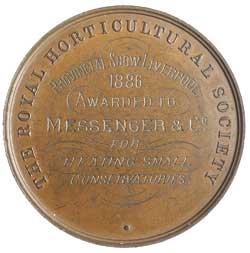 THE ROYAL HORTICULTURAL SOCIETY
PROVINCIAL SHOW LIVERPOOL
1886
AWARDED TO
MESSENGER & Co
FOR
HEATING SMALL
CONSERVATORIES.